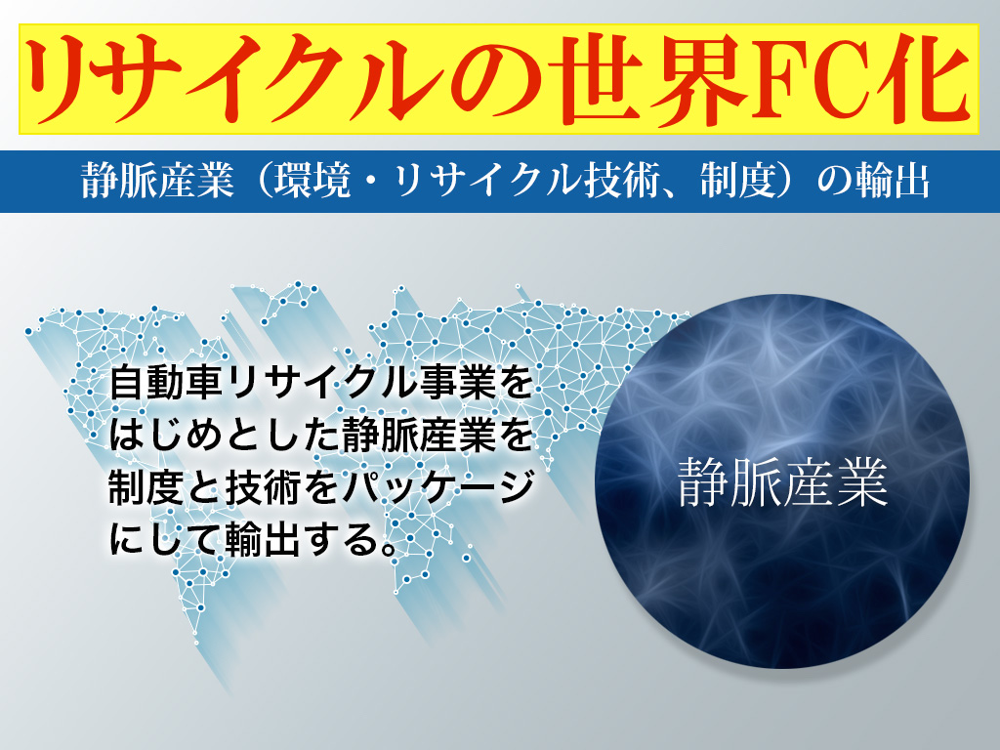 リサイクルの世界FC化
静脈産業（環境・リサイクル技術、制度）の輸出
自動車リサイクル事業を
はじめとした静脈産業を
制度と技術をパッケージ
にして輸出する。
静脈産業